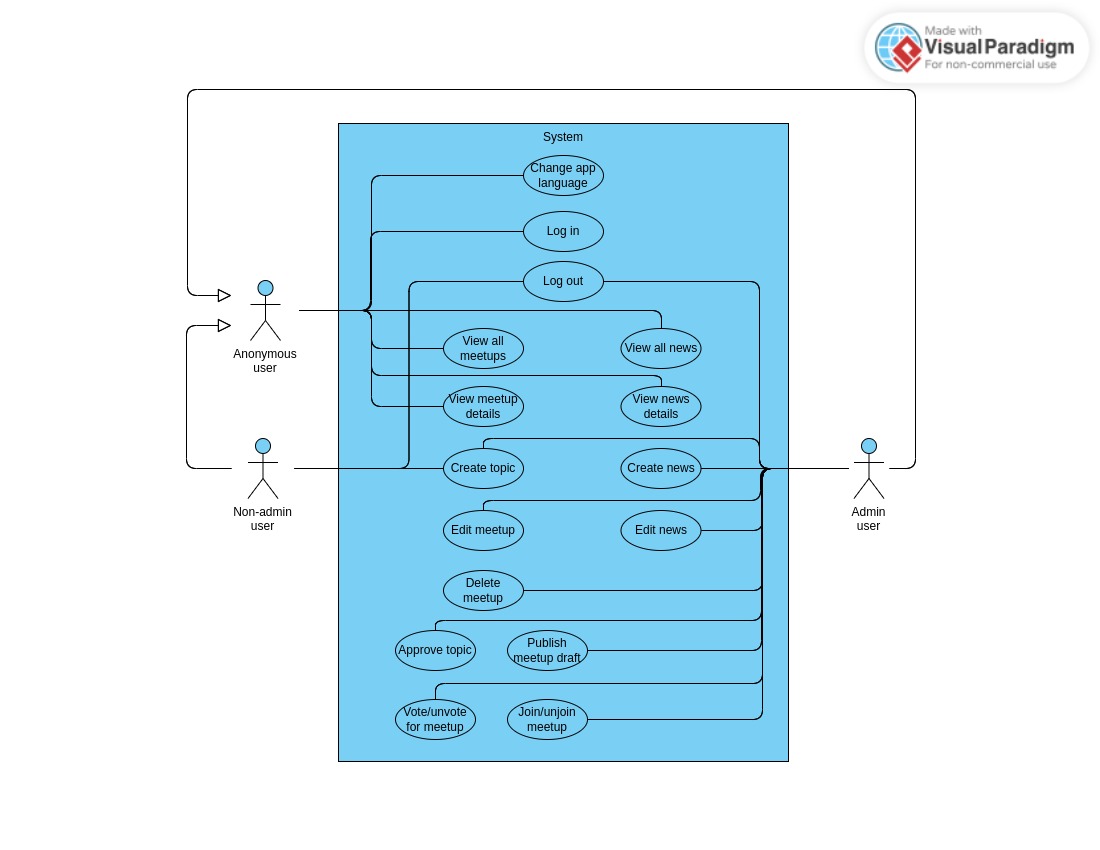 Made with
Visual Paradigm
For non-commercial use
System
Change app
language
Log in
Log out
View all
meetups
View all news
Anonymous
user
View meetup
details
View news
details
Create topic
Create news
Non-admin
user
Admin
user
Edit meetup
Edit news
Delete
meetup
Approve topic
Publish
meetup draft
Vote/unvote
for meetup
Join/unjoin
meetup